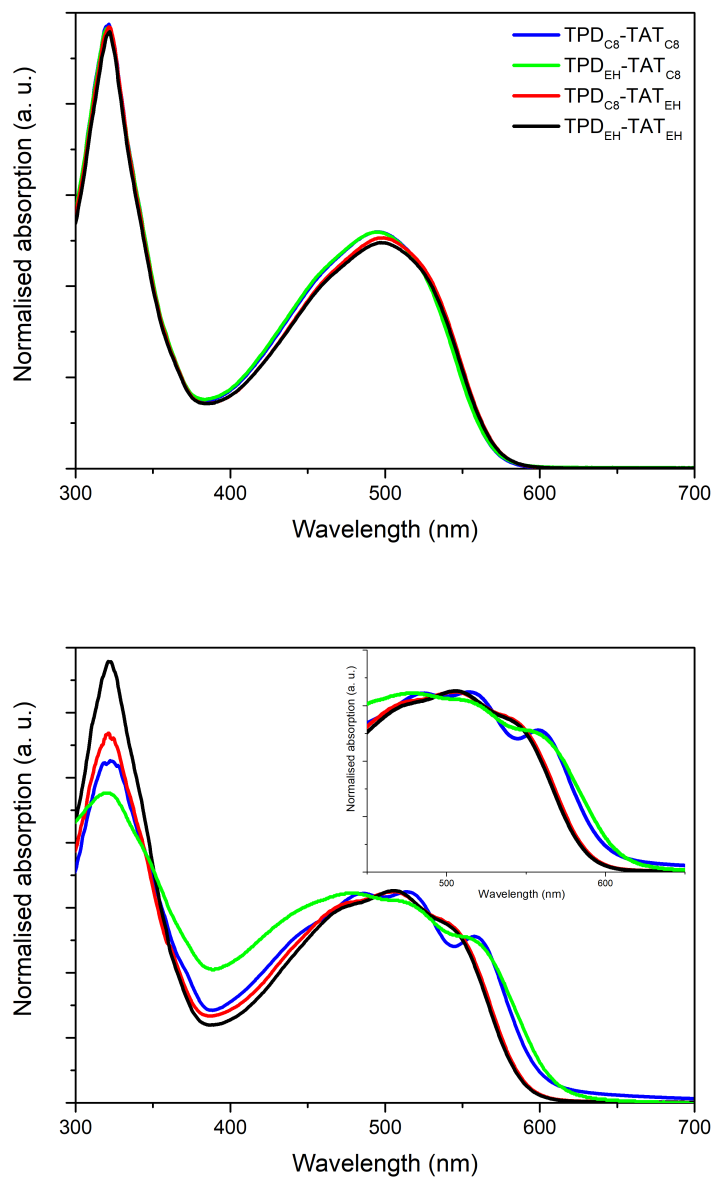 Normalised absorption (a. u.)
TPDC8-TATC8
TPDEH-TATC8
TPDC8-TATEH
TPDEH-TATEH
300 400 500 600 700
Wavelength (nm)
Normalised absorption (a. u.)
Normalised absorption (a. u.)
500 600
Wavelength (nm)
300 400 500 600 700
Wavelength (nm)